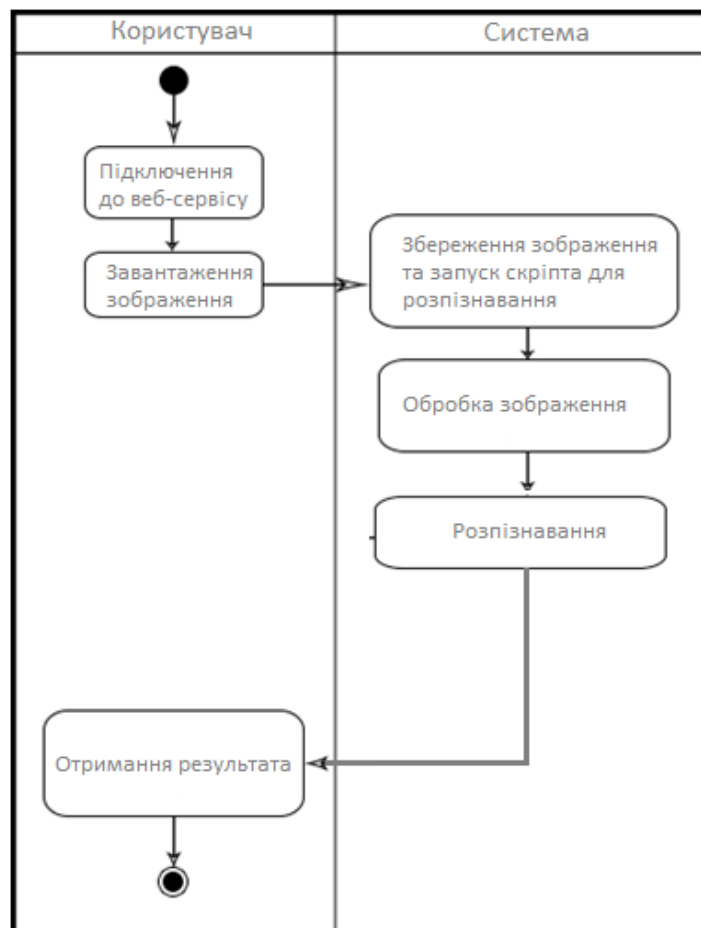 Користувач
Система
Підключення
до веб-сервісу
Завантаження
зображення
Збереження зображення
та запуск скріпта для
розпізнавання
Обробка зображення
Розпізнавання
Отримання результата